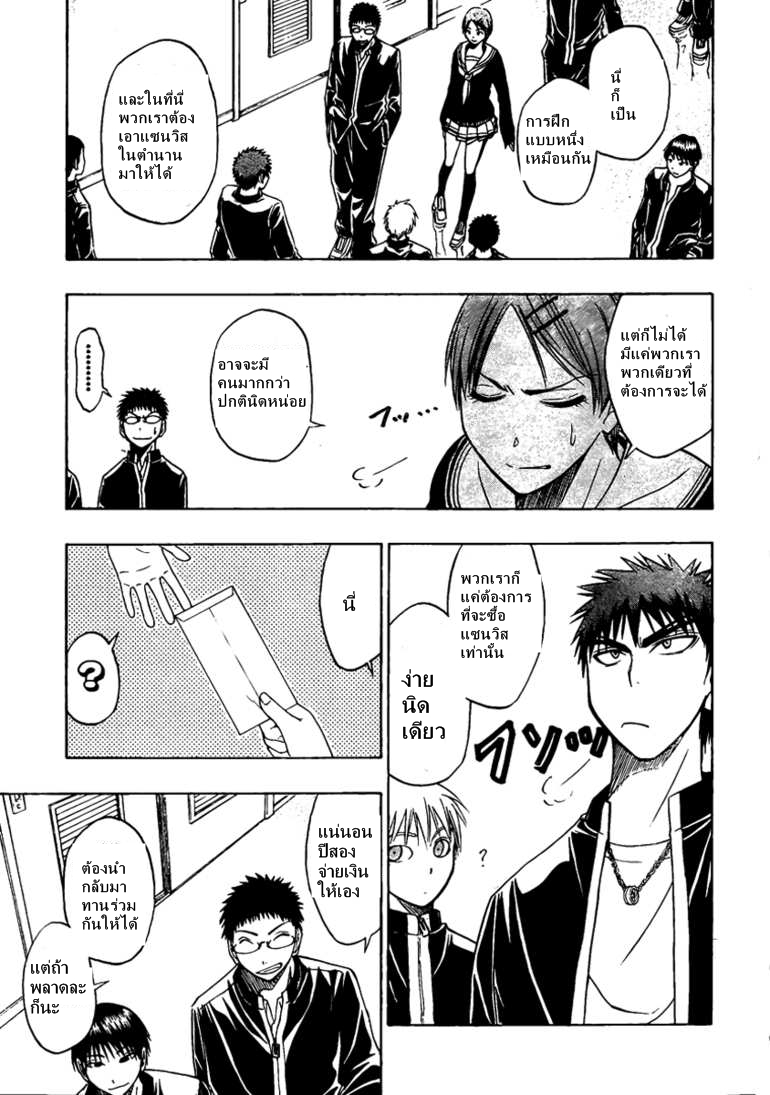 นี่
ก็
เป็น
การฝึก
แบบหนึ่ง
เหมือนกัน
และในที่นี่
พวกเราต้อง
เอาแซนวิส
ในตำนาน
มาให้ได้
แต่ก็ไม่ได้
มีแค่พวกเรา
พวกเดียวที่
ต้องการจะได้
フッ…
อาจจะมี
คนมากกว่า
ปกตินิดหน่อย
………
พวกเราก็
แค่ต้องการ
ที่จะซื้อ
แซนวิส
เท่านั้น
ง่าย
นิด
เดียว
フンッ
?
นี่
?
แน่นอน
ปีสอง
จ่ายเงิน
ให้เอง
ต้องนำ
กลับมา
ทานร่วม
กันให้ได้
แต่ถ้า
พลาดละ
ก็นะ